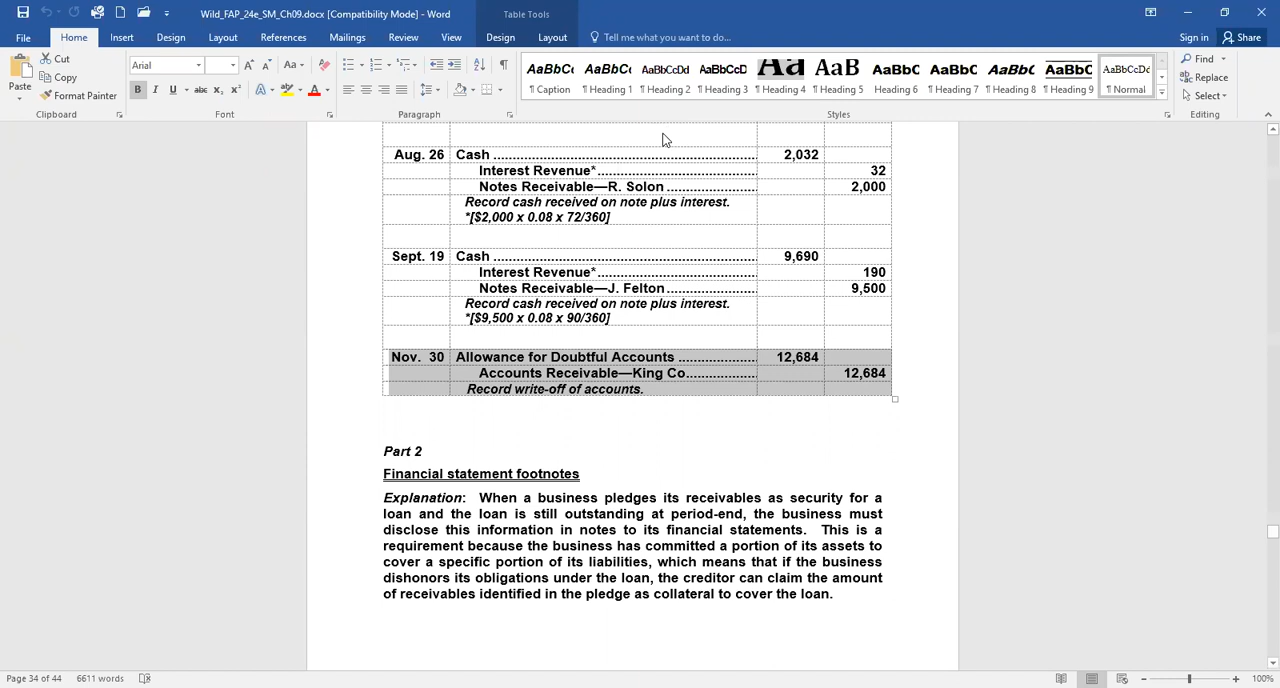 Wild_FAP_24e_SM_Ch09.docx [Compatibility Mode] - Word
Table Tools
File Home Insert Design Layout References Mailings Review View Design Layout Tell me what you want to do... Sign in Share
Paste
Cut
Copy
Format Painter
Clipboard
Arial
Font
Paragraph
AaBbCc AaBbCc AaBbCcDd AaBbCcD AaB AaB AaBbC AaBbC AaBbC AaBbC AaBbCcDd
¶ Caption ¶ Heading 1 ¶ Heading 2 ¶ Heading 3 ¶ Heading 4 ¶ Heading 5 Heading 6 ¶ Heading 7 ¶ Heading 8 ¶ Heading 9 ¶ Normal
Styles
Find
Replace
Select
Editing
Aug. 26 Cash 2,032
Interest Revenue* 32
Notes Receivable—R. Solon 2,000
Record cash received on note plus interest.
*[$2,000 x 0.08 x 72/360]
Sept. 19 Cash 9,690
Interest Revenue* 190
Notes Receivable—J. Felton 9,500
Record cash received on note plus interest.
*[$9,500 x 0.08 x 90/360]
Nov. 30 Allowance for Doubtful Accounts 12,684
Accounts Receivable—King Co. 12,684
Record write-off of accounts.
Part 2
Financial statement footnotes
Explanation: When a business pledges its receivables as security for a
loan and the loan is still outstanding at period-end, the business must
disclose this information in notes to its financial statements. This is a
requirement because the business has committed a portion of its assets to
cover a specific portion of its liabilities, which means that if the business
dishonors its obligations under the loan, the creditor can claim the amount
of receivables identified in the pledge as collateral to cover the loan.
Page 34 of 44 6611 words 100%